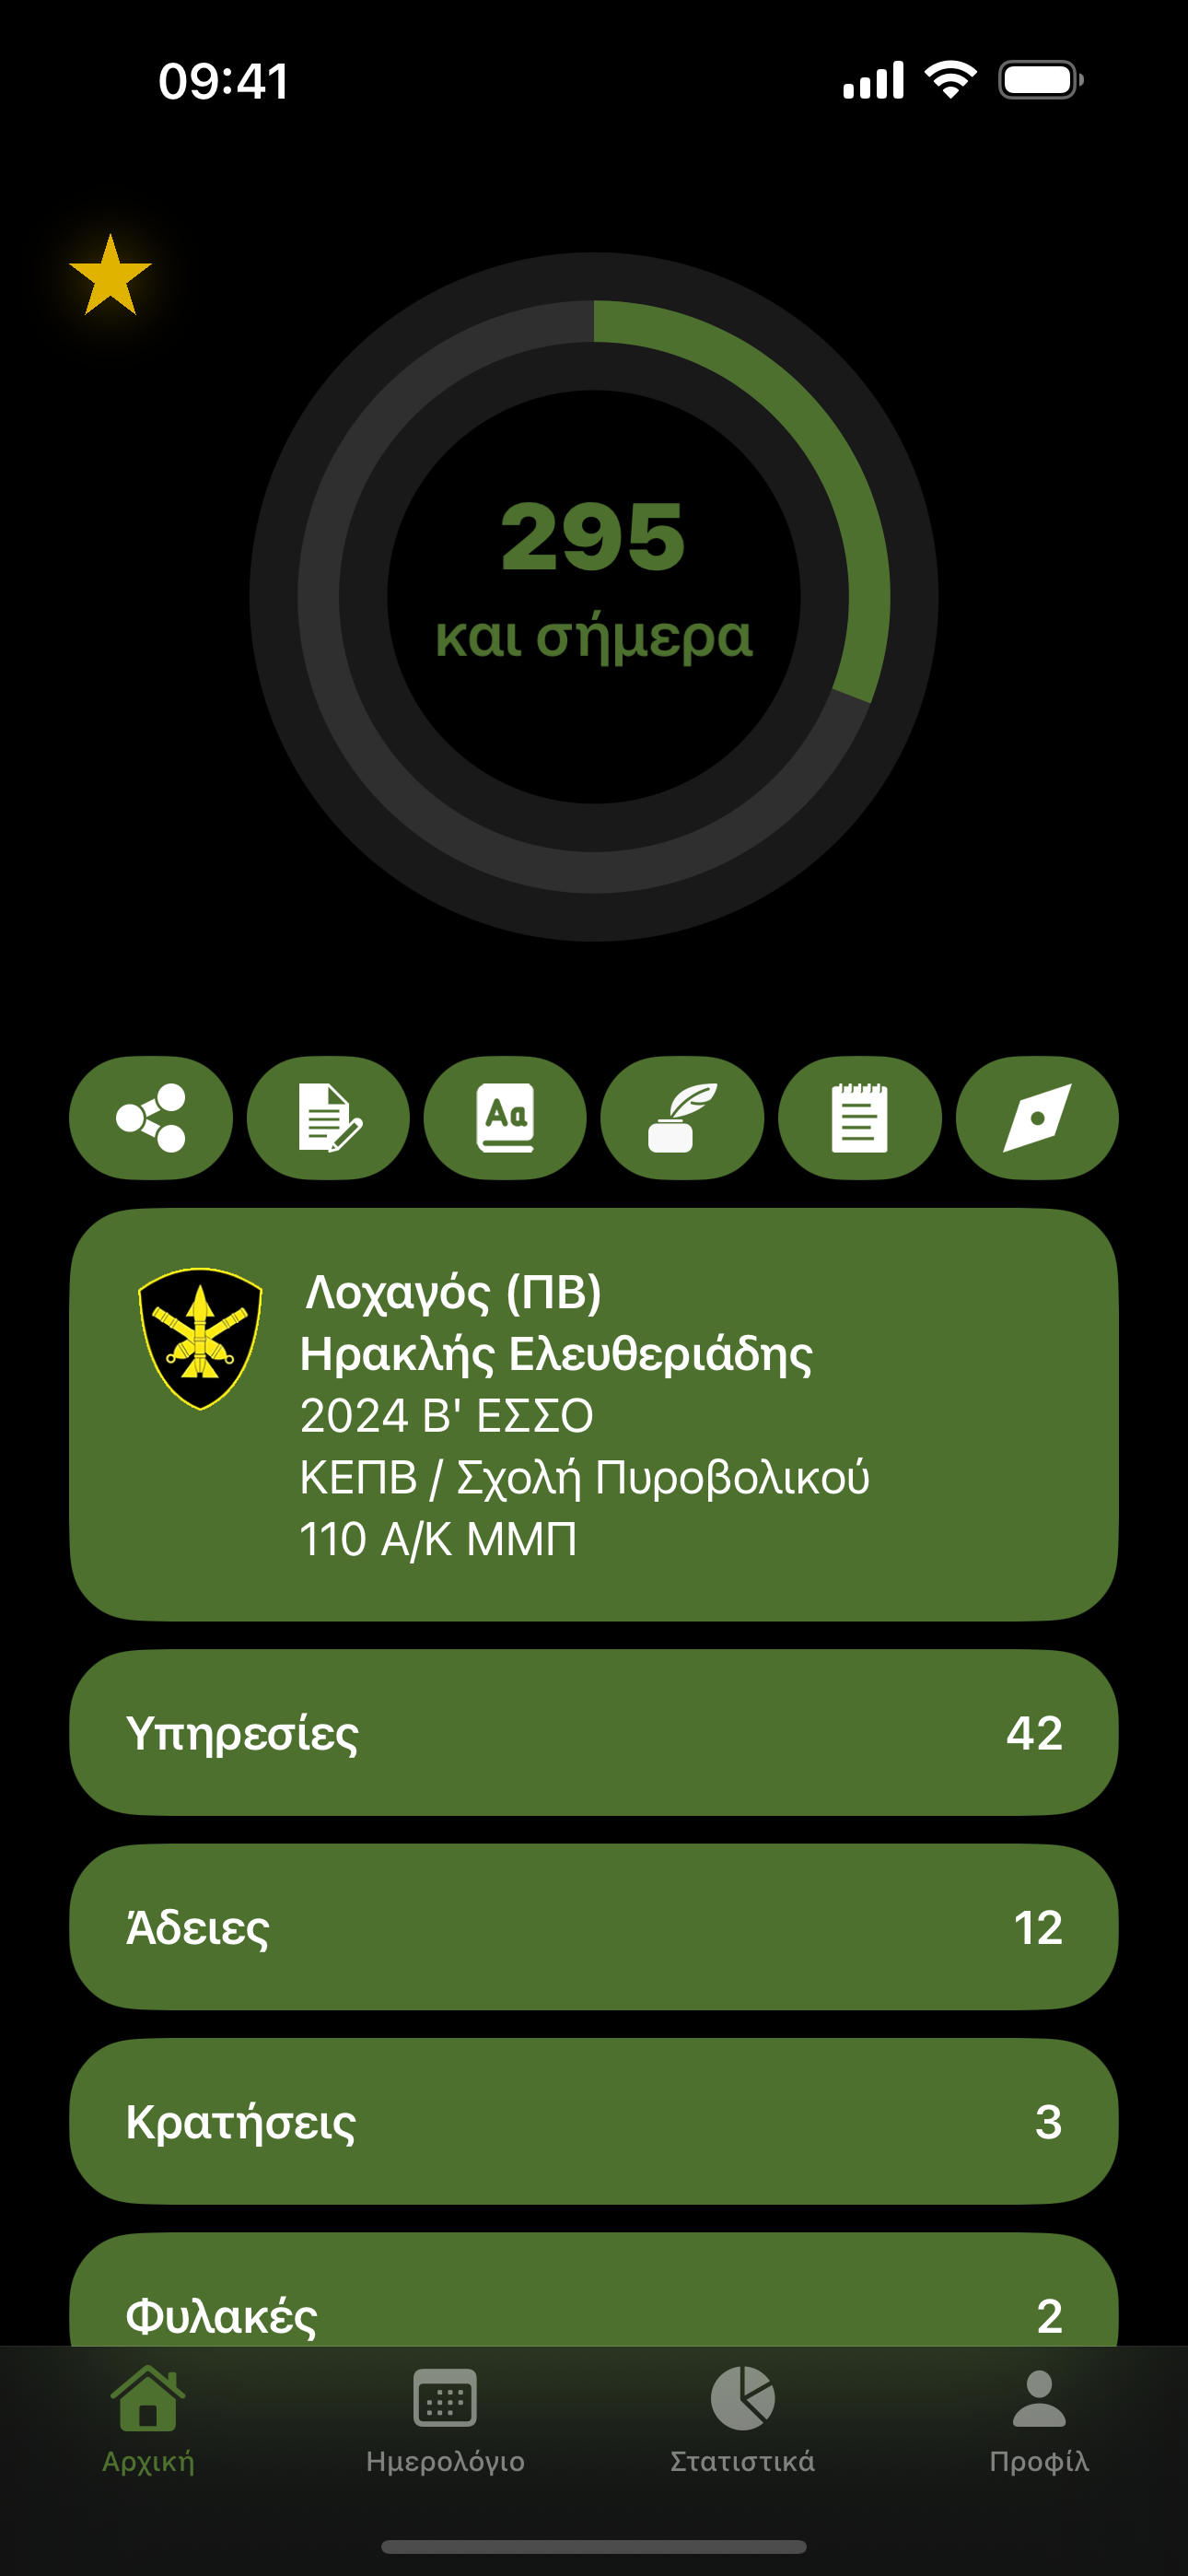 09:41
295
και σήμερα
Aa
Λοχαγός (ΠΒ)
Ηρακλής Ελευθεριάδης
2024 Β' ΕΣΣΟ
ΚΕΠΒ / Σχολή Πυροβολικού
110 Α/Κ ΜΜΠ
Υπηρεσίες 42
Άδειες 12
Κρατήσεις 3
Φυλακές 2
Αρχική Ημερολόγιο Στατιστικά Προφίλ